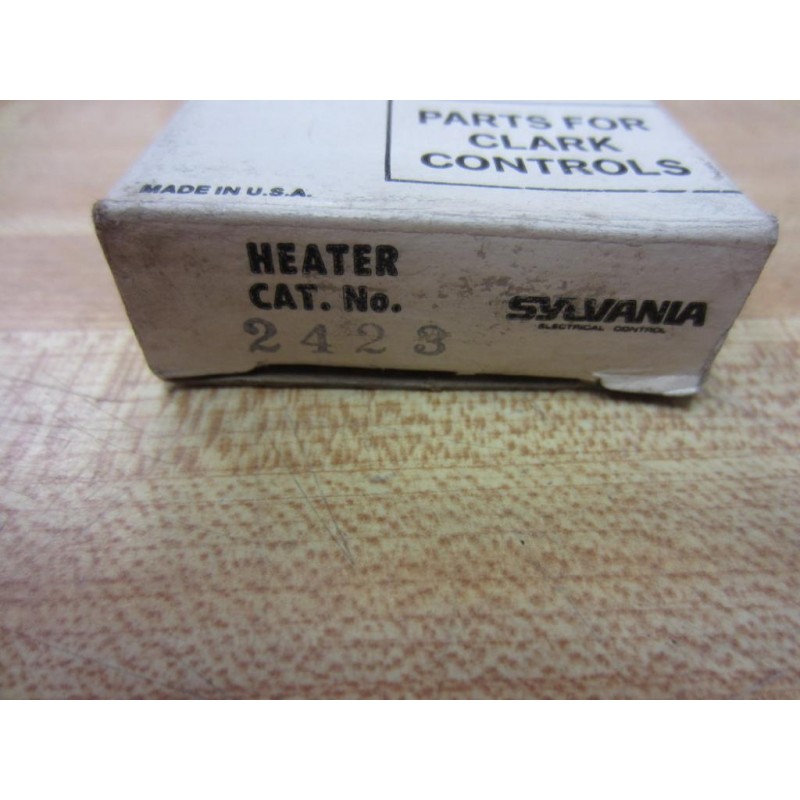 PARTS FOR
CLARK
CONTROLS
MADE IN U.S.A.
HEATER
CAT. No.
2423
SYLVANIA
ELECTRICAL CONTROL